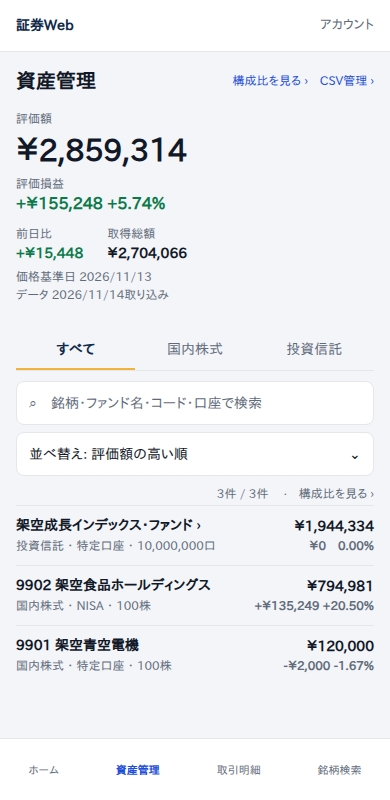 証券Web アカウント
資産管理 構成比を見る › CSV管理 ›
評価額
¥2,859,314
評価損益
+¥155,248 +5.74%
前日比 取得総額
+¥15,448 ¥2,704,066
価格基準日 2026/11/13
データ 2026/11/14取り込み
すべて 国内株式 投資信託
銘柄・ファンド名・コード・口座で検索
並べ替え: 評価額の高い順
3件 / 3件 · 構成比を見る ›
架空成長インデックス・ファンド › ¥1,944,334
投資信託・特定口座・10,000,000口 ¥0 0.00%
9902 架空食品ホールディングス ¥794,981
国内株式・NISA・100株 +¥135,249 +20.50%
9901 架空青空電機 ¥120,000
国内株式・特定口座・100株 -¥2,000 -1.67%
ホーム 資産管理 取引明細 銘柄検索